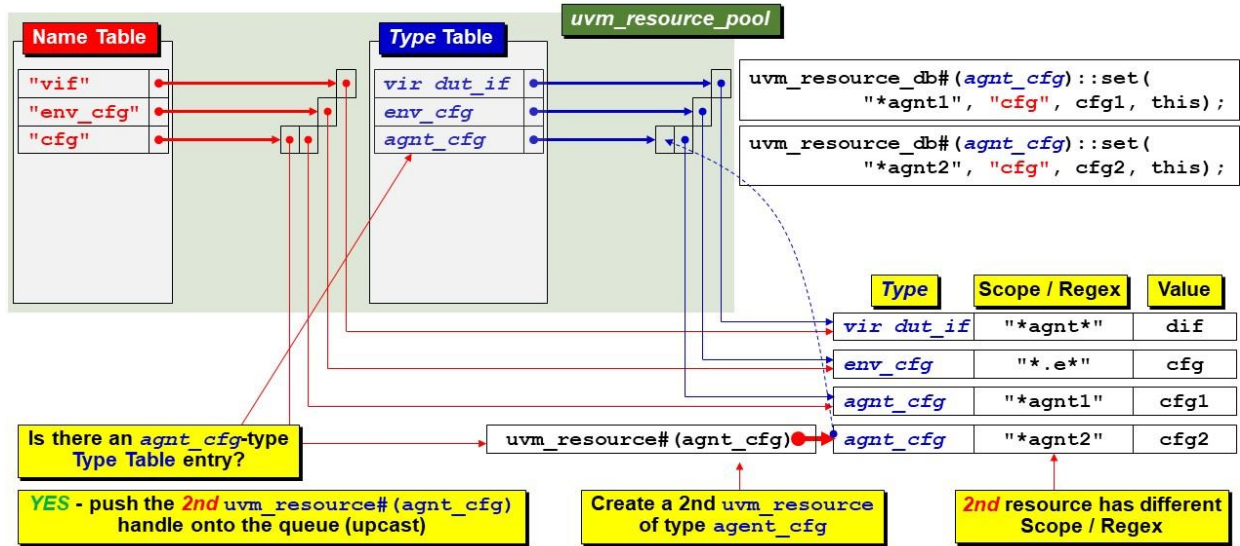 uvm_resource_pool
Name Table
Type Table
"vif"
"env_cfg"
"cfg"
vir dut_if
env_cfg
agnt_cfg
uvm_resource_db#(agnt_cfg)::set(
"*agnt1", "cfg", cfg1, this);
uvm_resource_db#(agnt_cfg)::set(
"*agnt2", "cfg", cfg2, this);
Type Scope / Regex Value
vir dut_if "*agnt*" dif
env_cfg "*.e*" cfg
agnt_cfg "*agnt1" cfg1
agnt_cfg "*agnt2" cfg2
uvm_resource#(agnt_cfg)
Is there an agnt_cfg-type
Type Table entry?
YES - push the 2nd uvm_resource#(agnt_cfg)
handle onto the queue (upcast)
Create a 2nd uvm_resource
of type agent_cfg
2nd resource has different
Scope / Regex